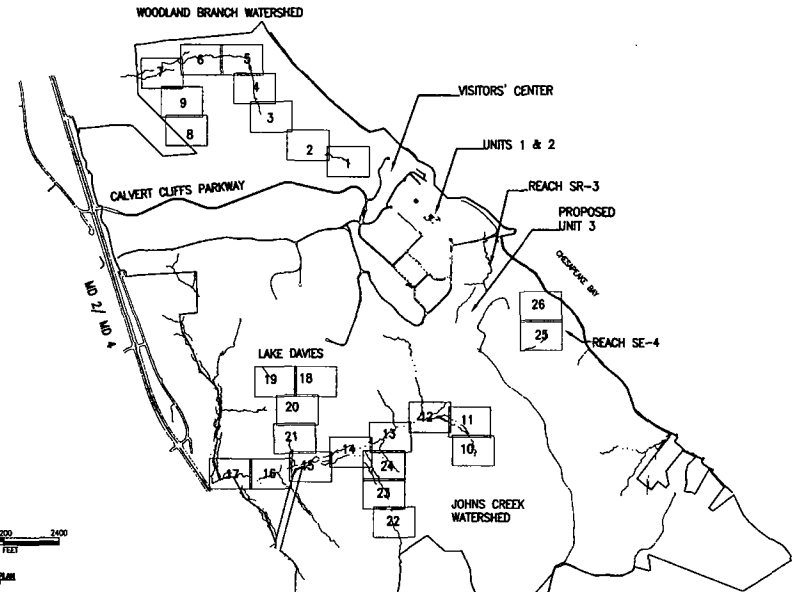 WOODLAND BRANCH WATERSHED
6
5
7
4
9
3
8
2
1
VISITORS' CENTER
UNITS 1 & 2
REACH SR-3
PROPOSED
UNIT 3
CALVERT CLIFFS PARKWAY
CHESAPEAKE BAY
MD 2/ MD 4
26
25
REACH SE-4
LAKE DAVIES
19
18
20
12
11
21
13
14
10
17
16
15
24
23
22
JOHNS CREEK
WATERSHED
200
2400
FEET
PLAN